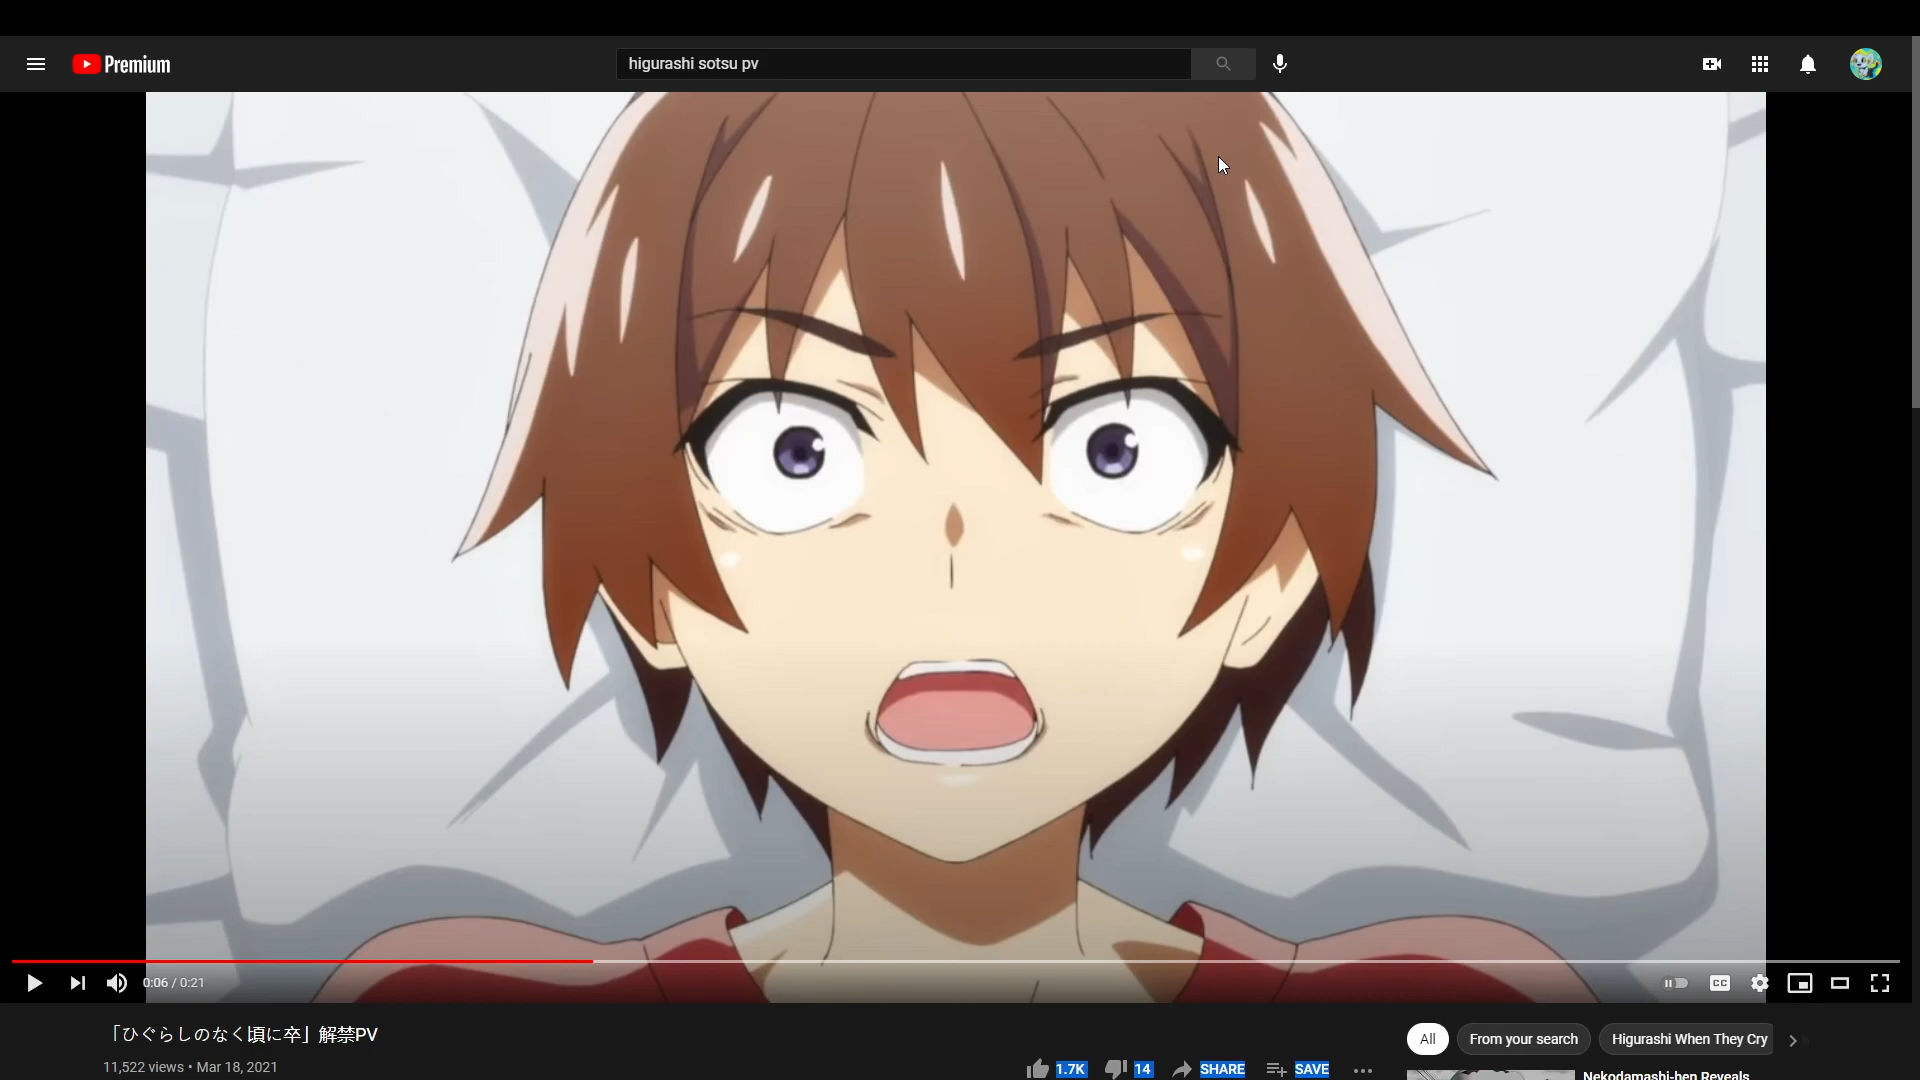 Premium
higurashi sotsu pv
0:06 / 0:21
CC
「ひぐらしのなく頃に卒」解禁PV
11,522 views • Mar 18, 2021
1.7K
14
SHARE
SAVE
All
From your search
Higurashi When They Cry
Nekodamashi-hen Reveals